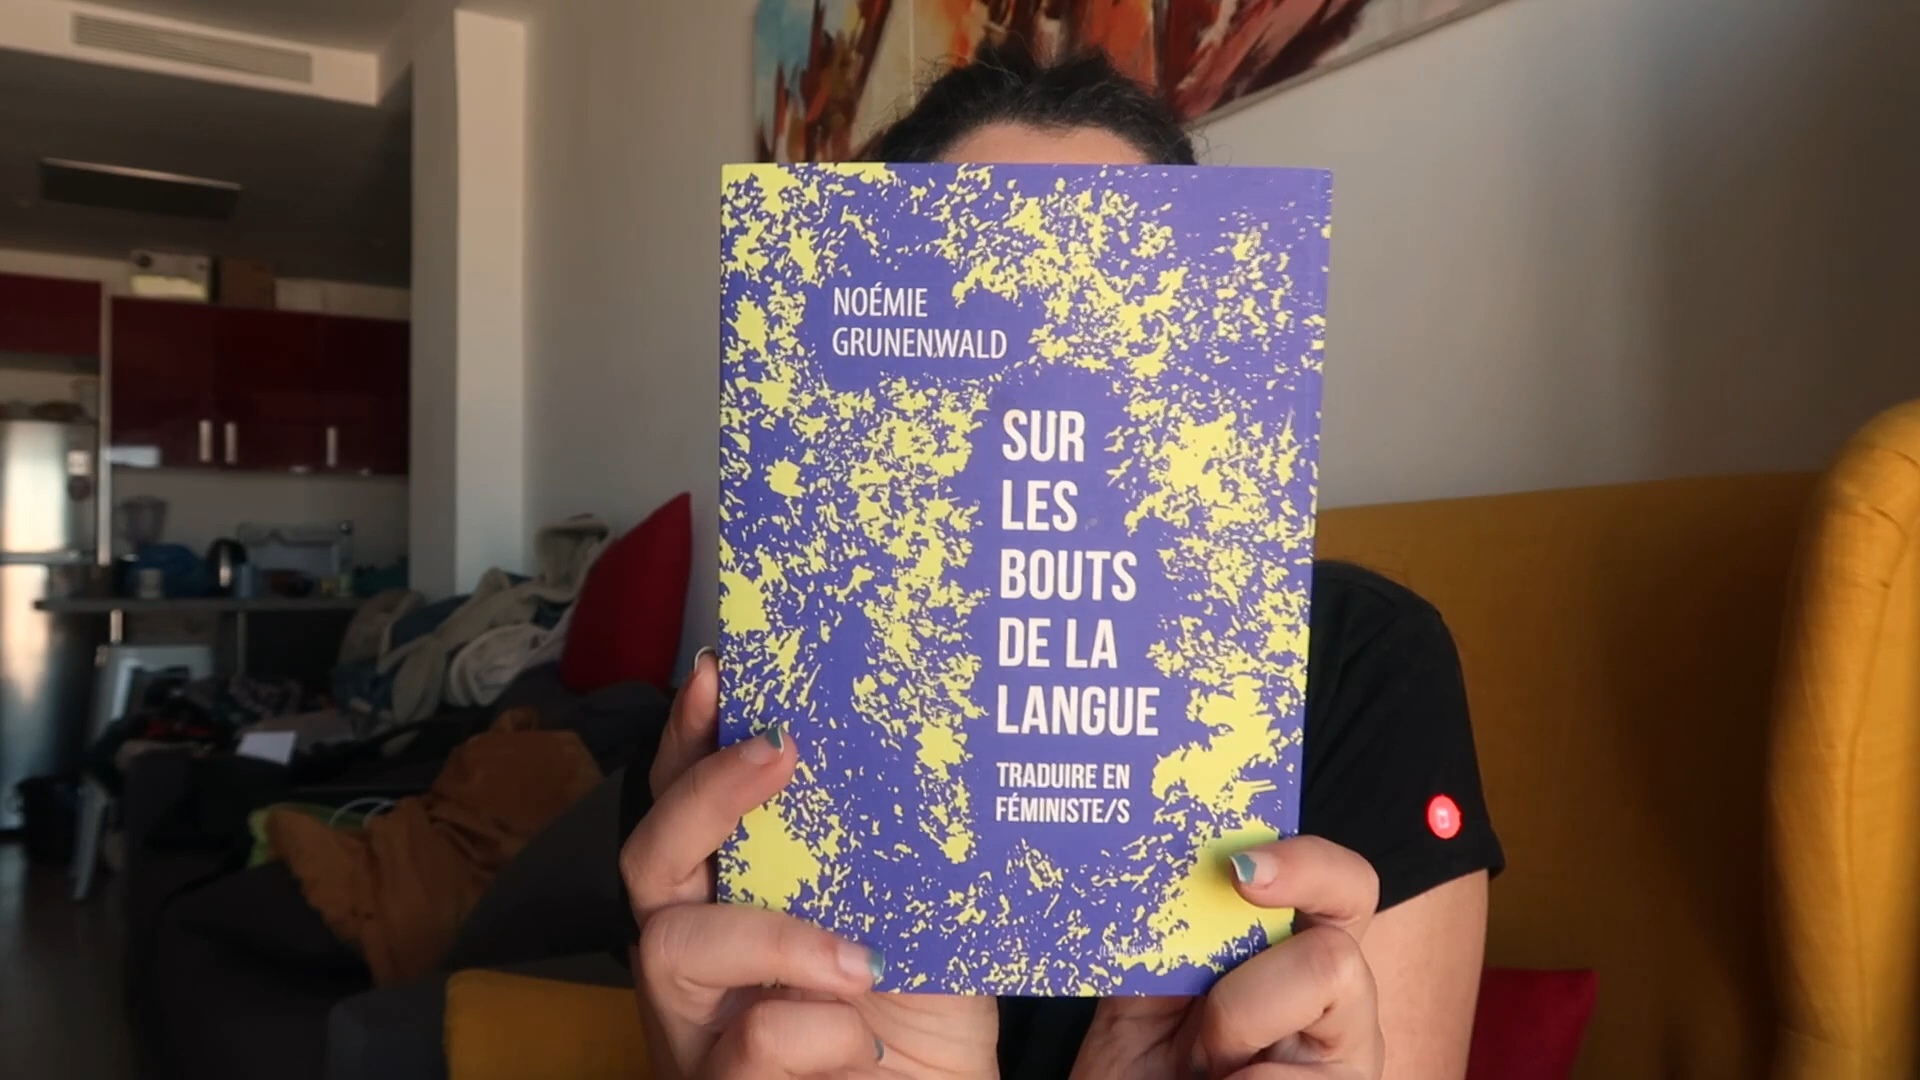 NOÉMIE
GRUNENWALD
SUR
LES
BOUTS
DE LA
LANGUE
TRADUIRE EN
FÉMINISTE/S